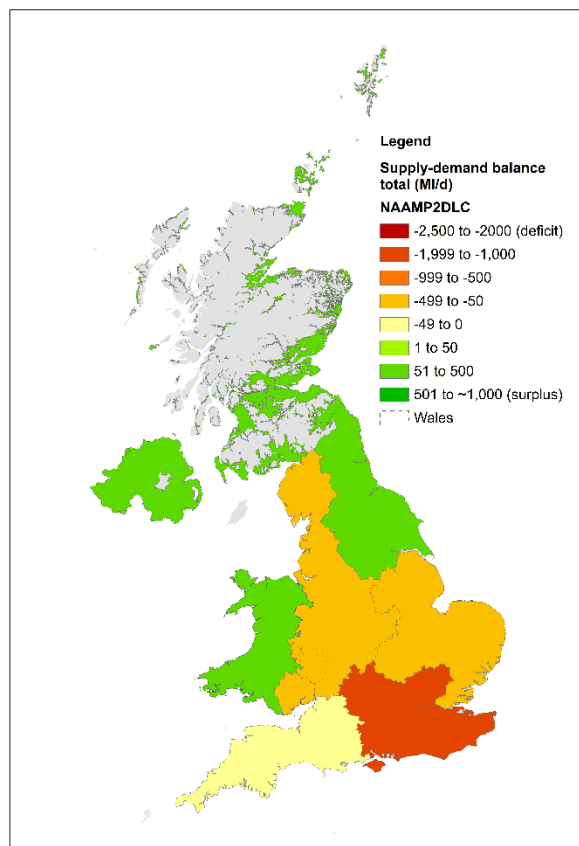 Legend
Supply-demand balance
total (Ml/d)
NAAMP2DLC
-2,500 to -2000 (deficit)
-1,999 to -1,000
-999 to -500
-499 to -50
-49 to 0
1 to 50
51 to 500
501 to ~1,000 (surplus)
Wales